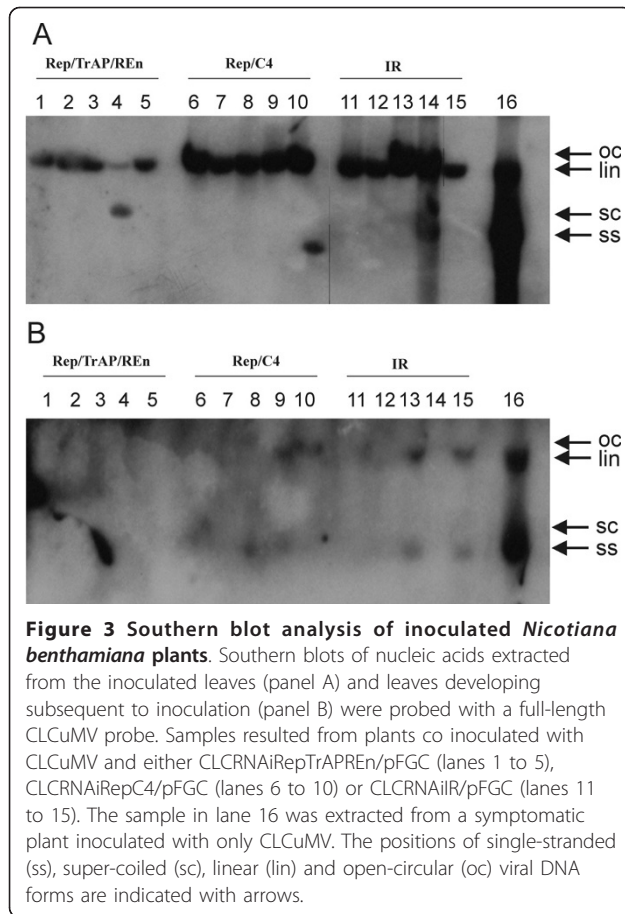 A
Rep/TrAP/REn Rep/C4 IR
1 2 3 4 5 6 7 8 9 10 11 12 13 14 15 16
oc
lin
sc
ss
B
Rep/TrAP/REn Rep/C4 IR
1 2 3 4 5 6 7 8 9 10 11 12 13 14 15 16
oc
lin
sc
ss
Figure 3 Southern blot analysis of inoculated Nicotiana
benthamiana plants. Southern blots of nucleic acids extracted
from the inoculated leaves (panel A) and leaves developing
subsequent to inoculation (panel B) were probed with a full-length
CLCuMV probe. Samples resulted from plants co inoculated with
CLCuMV and either CLCRNAiRepTrAPREn/pFGC (lanes 1 to 5),
CLCRNAiRepC4/pFGC (lanes 6 to 10) or CLCRNAiIR/pFGC (lanes 11
to 15). The sample in lane 16 was extracted from a symptomatic
plant inoculated with only CLCuMV. The positions of single-stranded
(ss), super-coiled (sc), linear (lin) and open-circular (oc) viral DNA
forms are indicated with arrows.